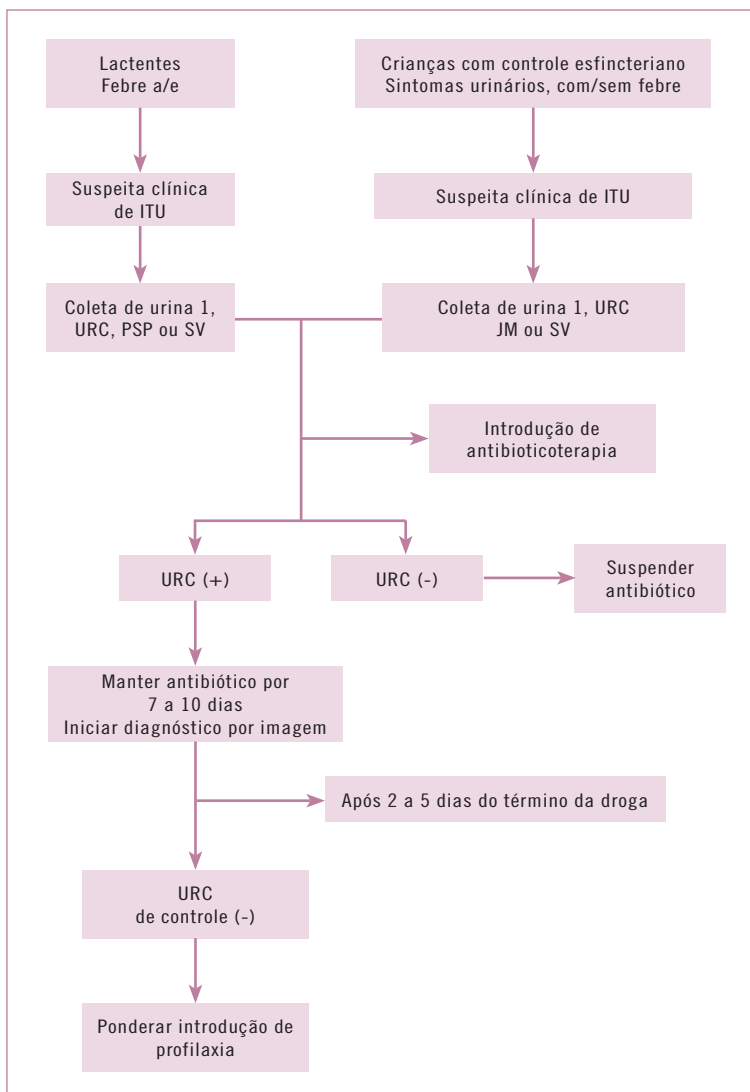 Lactentes
Febre a/e
Crianças com controle esfincteriano
Sintomas urinários, com/sem febre
Suspeita clínica
de ITU
Suspeita clínica de ITU
Coleta de urina 1,
URC, PSP ou SV
Coleta de urina 1, URC
JM ou SV
Introdução de
antibioticoterapia
URC (+)
URC (-)
Suspender
antibiótico
Manter antibiótico por
7 a 10 dias
Iniciar diagnóstico por imagem
Após 2 a 5 dias do término da droga
URC
de controle (-)
Ponderar introdução de
profilaxia